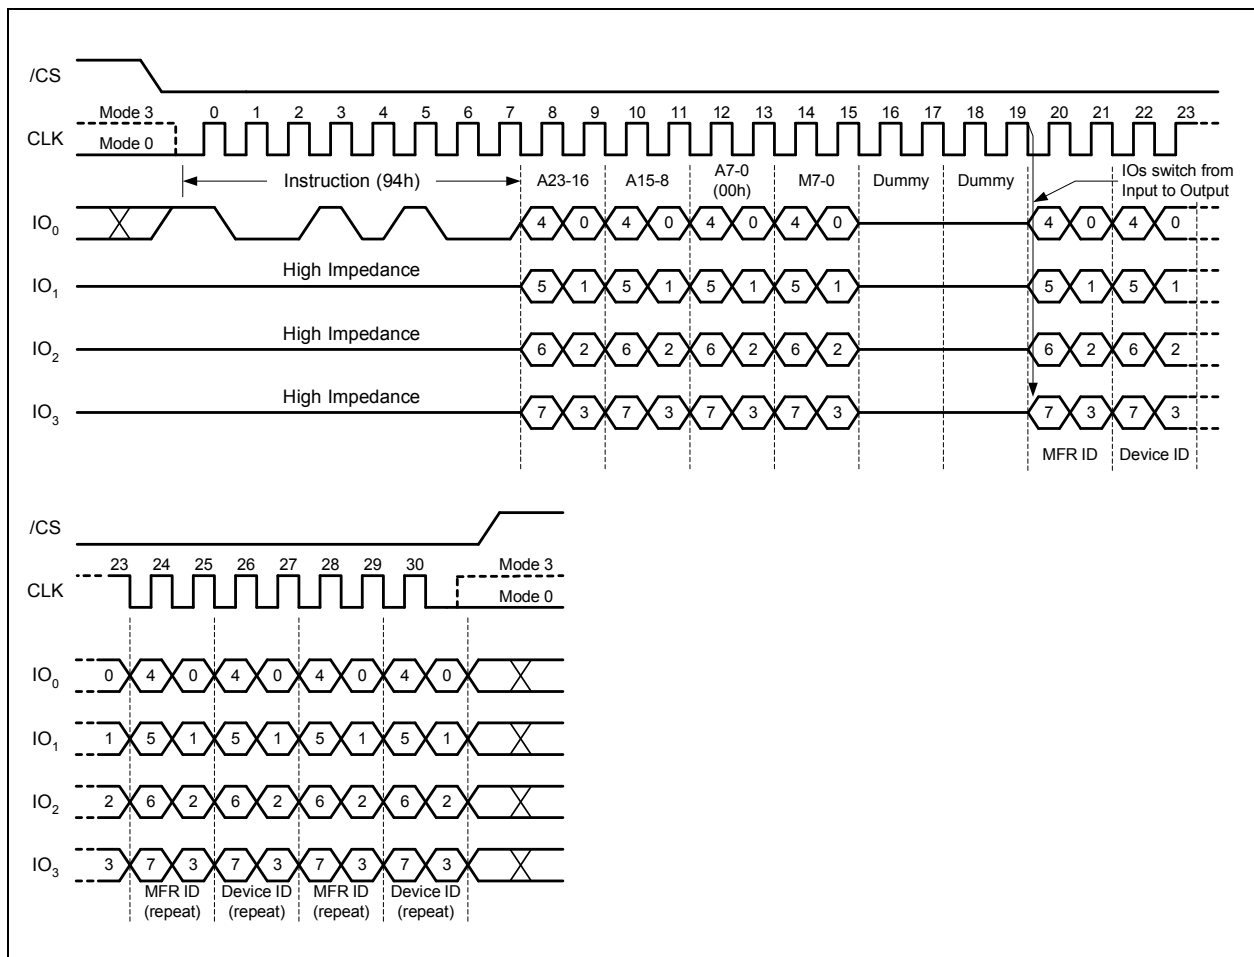 /CS
Mode 3 0 1 2 3 4 5 6 7 8 9 10 11 12 13 14 15 16 17 18 19 20 21 22 23
CLK Mode 0
Instruction (94h) A23-16 A15-8 A7-0 (00h) M7-0 Dummy Dummy IOs switch from Input to Output
IO0 4 0 4 0 4 0 4 0 4 0 4 0
High Impedance
IO1 5 1 5 1 5 1 5 1 5 1 5 1
High Impedance
IO2 6 2 6 2 6 2 6 2 6 2 6 2
High Impedance
IO3 7 3 7 3 7 3 7 3 7 3 7 3
MFR ID Device ID
/CS
23 24 25 26 27 28 29 30 Mode 3
CLK Mode 0
IO0 0 4 0 4 0 4 0 4 0
IO1 1 5 1 5 1 5 1 5 1
IO2 2 6 2 6 2 6 2 6 2
IO3 3 7 3 7 3 7 3 7 3
MFR ID (repeat) Device ID (repeat) MFR ID (repeat) Device ID (repeat)